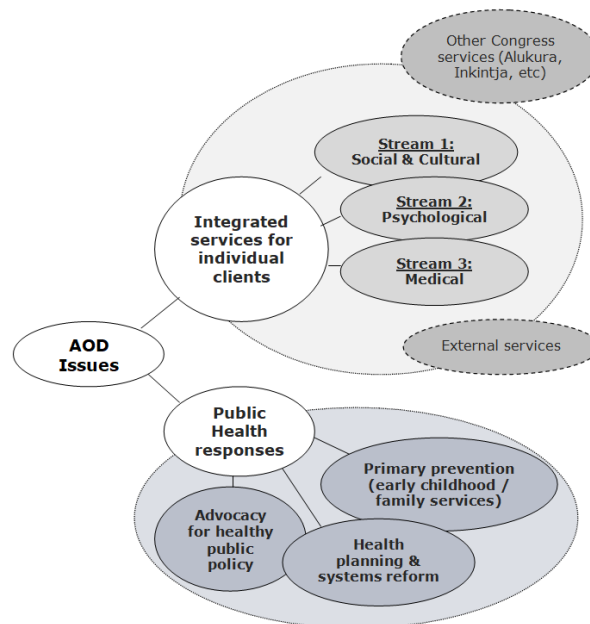 Other Congress
services (Alukura,
Inkintja, etc)
Stream 1:
Social & Cultural
Stream 2:
Psychological
Stream 3:
Medical
Integrated
services for
individual
clients
External services
AOD
Issues
Public
Health
responses
Primary prevention
(early childhood /
family services)
Advocacy
for healthy
public
policy
Health
planning &
systems reform